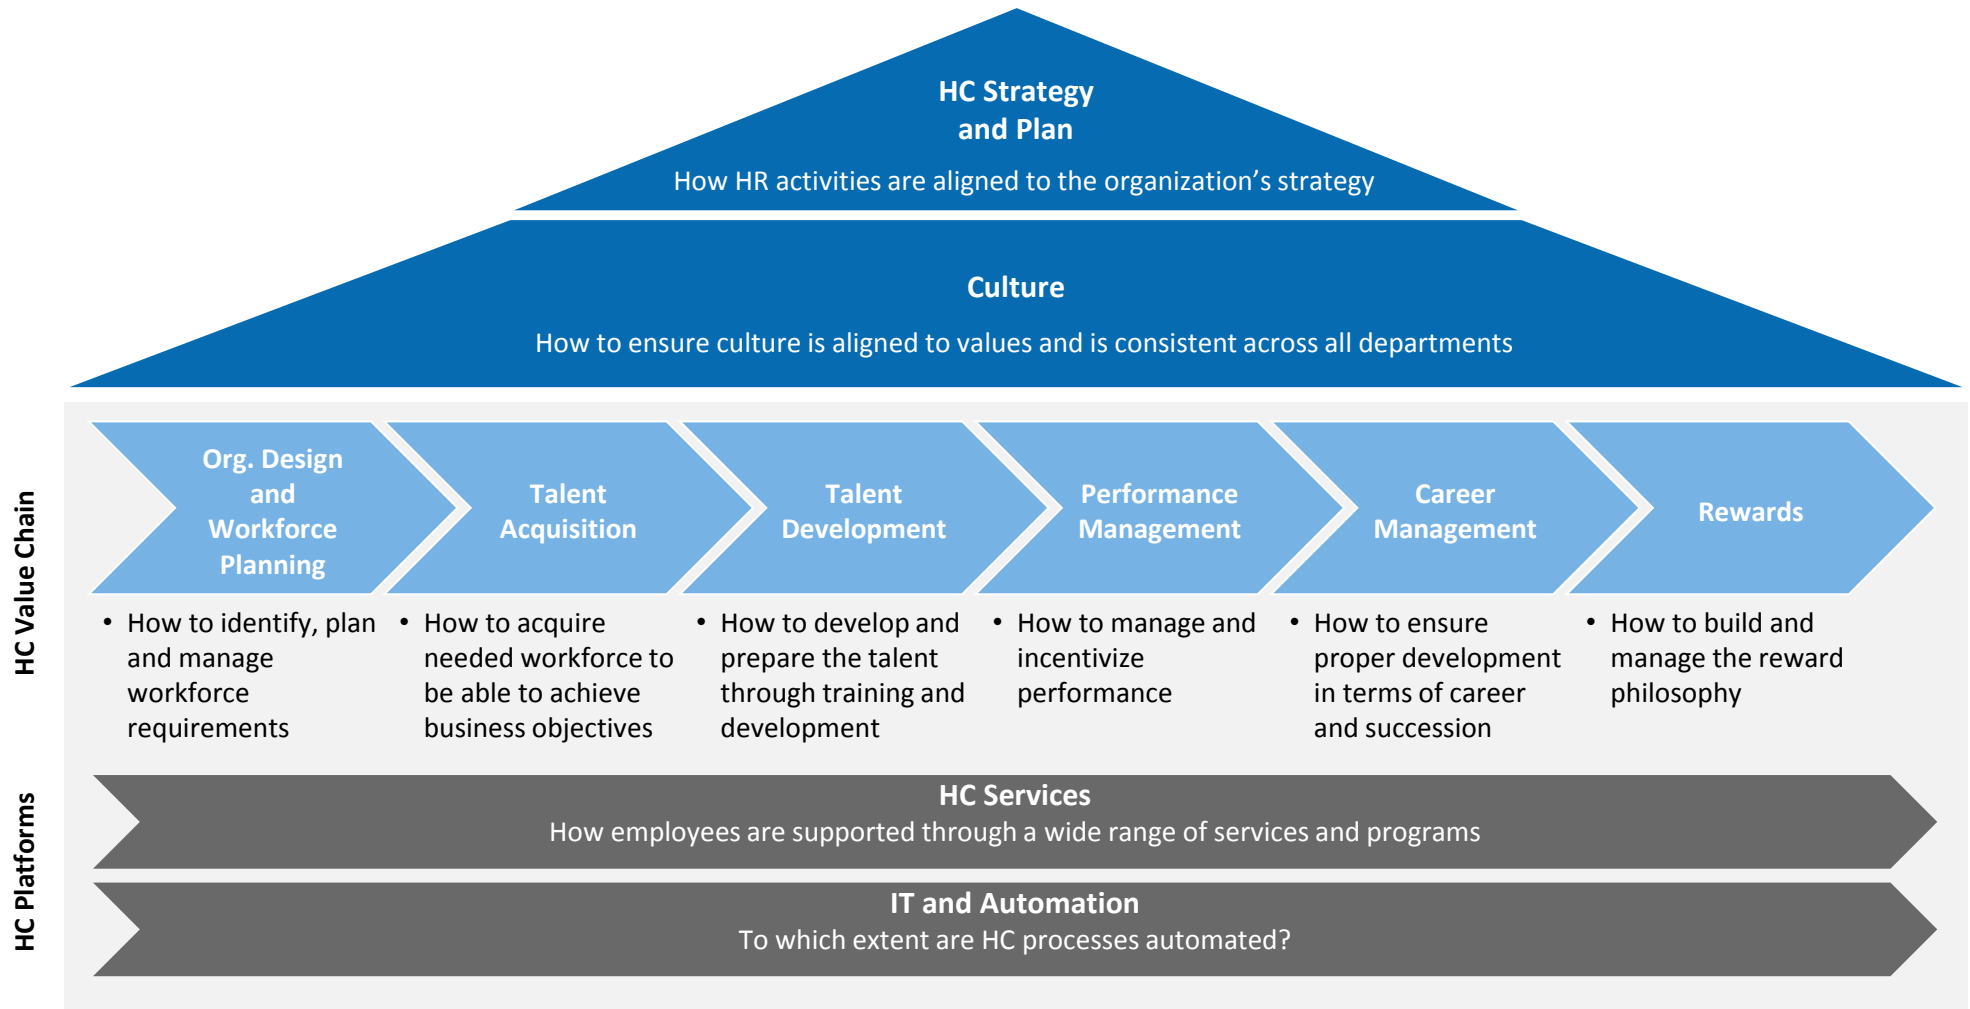 HC Strategy
and Plan
How HR activities are aligned to the organization’s strategy
Culture
How to ensure culture is aligned to values and is consistent across all departments
HC Value Chain
Org. Design
and
Workforce
Planning
Talent
Acquisition
Talent
Development
Performance
Management
Career
Management
Rewards
• How to identify, plan
and manage
workforce
requirements
• How to acquire
needed workforce to
be able to achieve
business objectives
• How to develop and
prepare the talent
through training and
development
• How to manage and
incentivize
performance
• How to ensure
proper development
in terms of career
and succession
• How to build and
manage the reward
philosophy
HC Platforms
HC Services
How employees are supported through a wide range of services and programs
IT and Automation
To which extent are HC processes automated?